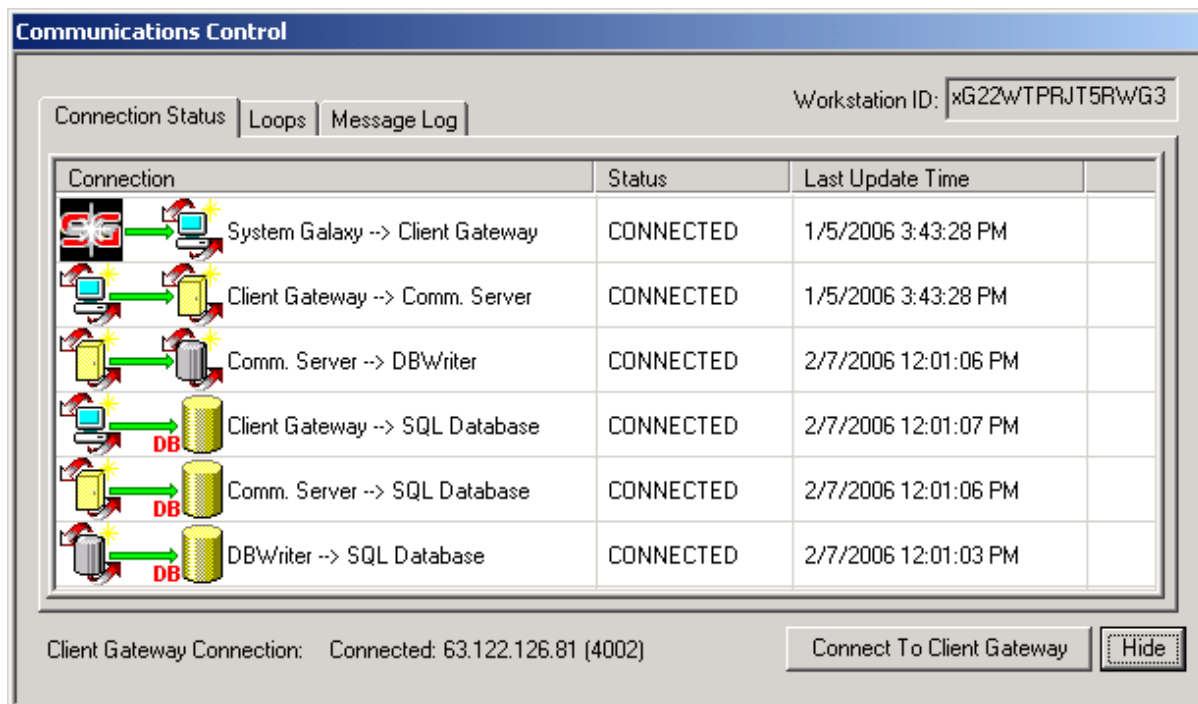 Communications Control
Workstation ID: xG22WTPRJT5RWG3
Connection Status Loops Message Log
Connection Status Last Update Time
SG System Galaxy --> Client Gateway CONNECTED 1/5/2006 3:43:28 PM
Client Gateway --> Comm. Server CONNECTED 1/5/2006 3:43:28 PM
Comm. Server --> DBWriter CONNECTED 2/7/2006 12:01:06 PM
DB Client Gateway --> SQL Database CONNECTED 2/7/2006 12:01:07 PM
DB Comm. Server --> SQL Database CONNECTED 2/7/2006 12:01:06 PM
DB DBWriter --> SQL Database CONNECTED 2/7/2006 12:01:03 PM
Client Gateway Connection: Connected: 63.122.126.81 (4002) Connect To Client Gateway Hide